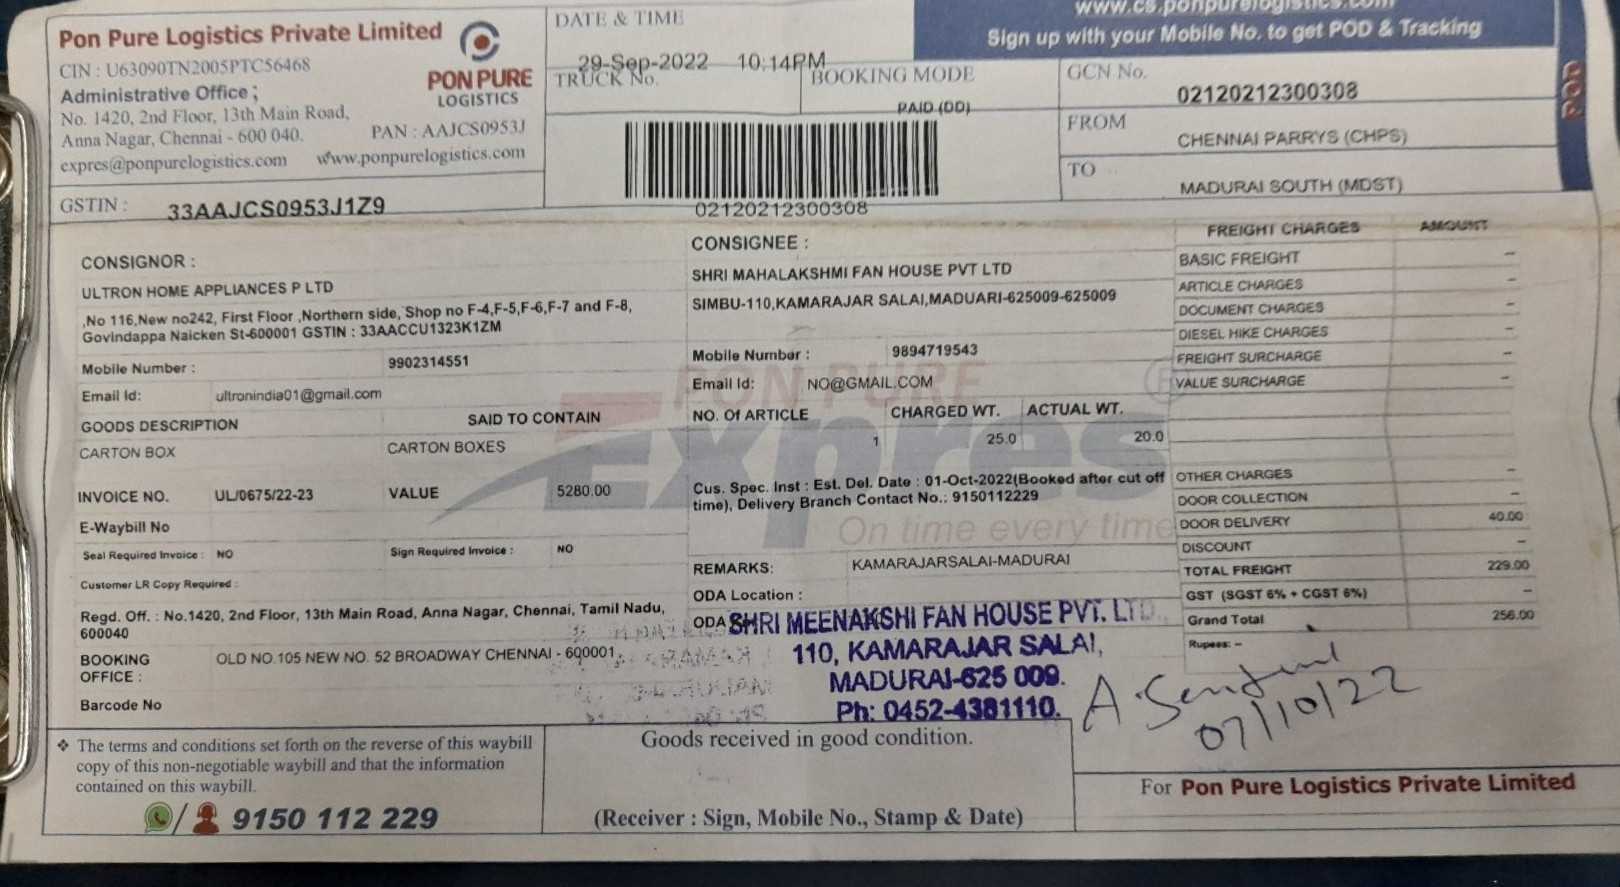 Pon Pure Logistics Private Limited
CIN : U63090TN2005PTC56468
Administrative Office ;
No. 1420, 2nd Floor, 13th Main Road,
Anna Nagar, Chennai - 600 040.
PAN : AAJCS0953J
expres@ponpurelogistics.com www.ponpurelogistics.com
PON PURE
LOGISTICS
GSTIN : 33AAJCS0953J1Z9
DATE & TIME
29-Sep-2022 10:14PM
TRUCK No.
BOOKING MODE
PAID (DD)
02120212300308
www.cs.ponpurelogistics.com
Sign up with your Mobile No. to get POD & Tracking
GCN No.
02120212300308
FROM
CHENNAI PARRYS (CHPS)
TO
MADURAI SOUTH (MDST)
POD
CONSIGNOR :
ULTRON HOME APPLIANCES P LTD
,No 116,New no242, First Floor ,Northern side, Shop no F-4,F-5,F-6,F-7 and F-8,
Govindappa Naicken St-600001 GSTIN : 33AACCU1323K1ZM
Mobile Number : 9902314551
Email Id: ultronindia01@gmail.com
GOODS DESCRIPTION SAID TO CONTAIN
CARTON BOX CARTON BOXES
INVOICE NO. UL/0675/22-23 VALUE 5280.00
E-Waybill No
Seal Required Invoice : NO Sign Required Invoice : NO
Customer LR Copy Required :
Regd. Off. : No.1420, 2nd Floor, 13th Main Road, Anna Nagar, Chennai, Tamil Nadu,
600040
BOOKING
OFFICE : OLD NO.105 NEW NO. 52 BROADWAY CHENNAI - 600001.
Barcode No
CONSIGNEE :
SHRI MAHALAKSHMI FAN HOUSE PVT LTD
SIMBU-110,KAMARAJAR SALAI,MADUARI-625009-625009
Mobile Number : 9894719543
Email Id: NO@GMAIL.COM
PON PURE
Expres
On time every time
NO. Of ARTICLE CHARGED WT. ACTUAL WT.
1 25.0 20.0
Cus. Spec. Inst : Est. Del. Date : 01-Oct-2022(Booked after cut off
time), Delivery Branch Contact No.: 9150112229
REMARKS: KAMARAJARSALAI-MADURAI
ODA Location :
ODA
SHRI MEENAKSHI FAN HOUSE PVT. LTD.,
110, KAMARAJAR SALAI,
MADURAI-625 009.
Ph: 0452-4381110.
FREIGHT CHARGES AMOUNT
BASIC FREIGHT –
ARTICLE CHARGES –
DOCUMENT CHARGES –
DIESEL HIKE CHARGES –
FREIGHT SURCHARGE –
VALUE SURCHARGE –
OTHER CHARGES –
DOOR COLLECTION –
DOOR DELIVERY 40.00
DISCOUNT –
TOTAL FREIGHT 229.00
GST (SGST 6% + CGST 6%) –
Grand Total 256.00
Rupees: –
07/10/22
❖ The terms and conditions set forth on the reverse of this waybill
copy of this non-negotiable waybill and that the information
contained on this waybill.
/ 9150 112 229
Goods received in good condition.
(Receiver : Sign, Mobile No., Stamp & Date)
For Pon Pure Logistics Private Limited